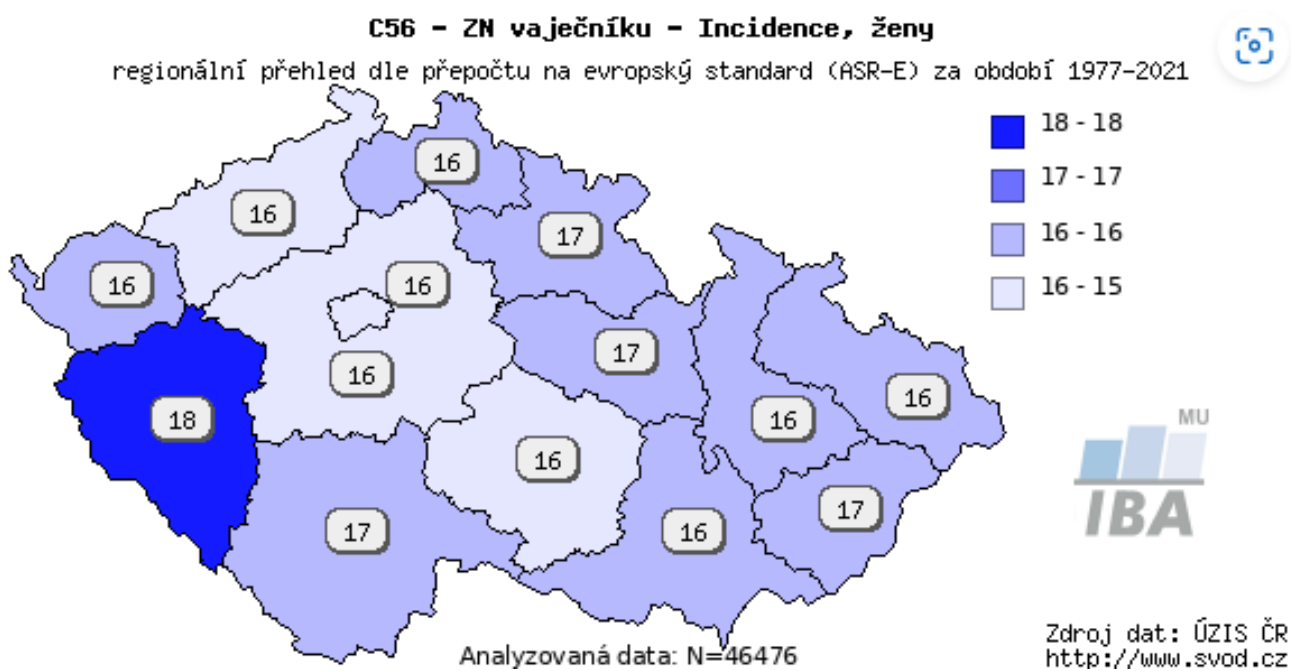 C56 - ZN vaječníku - Incidence, ženy
regionální přehled dle přepočtu na evropský standard (ASR-E) za období 1977-2021
18 - 18
17 - 17
16 - 16
16 - 15
16
16
17
16
16
17
16
18
16
16
16
17
16
17
MU
IBA
Analyzovaná data: N=46476
Zdroj dat: ÚZIS ČR
http://www.svod.cz